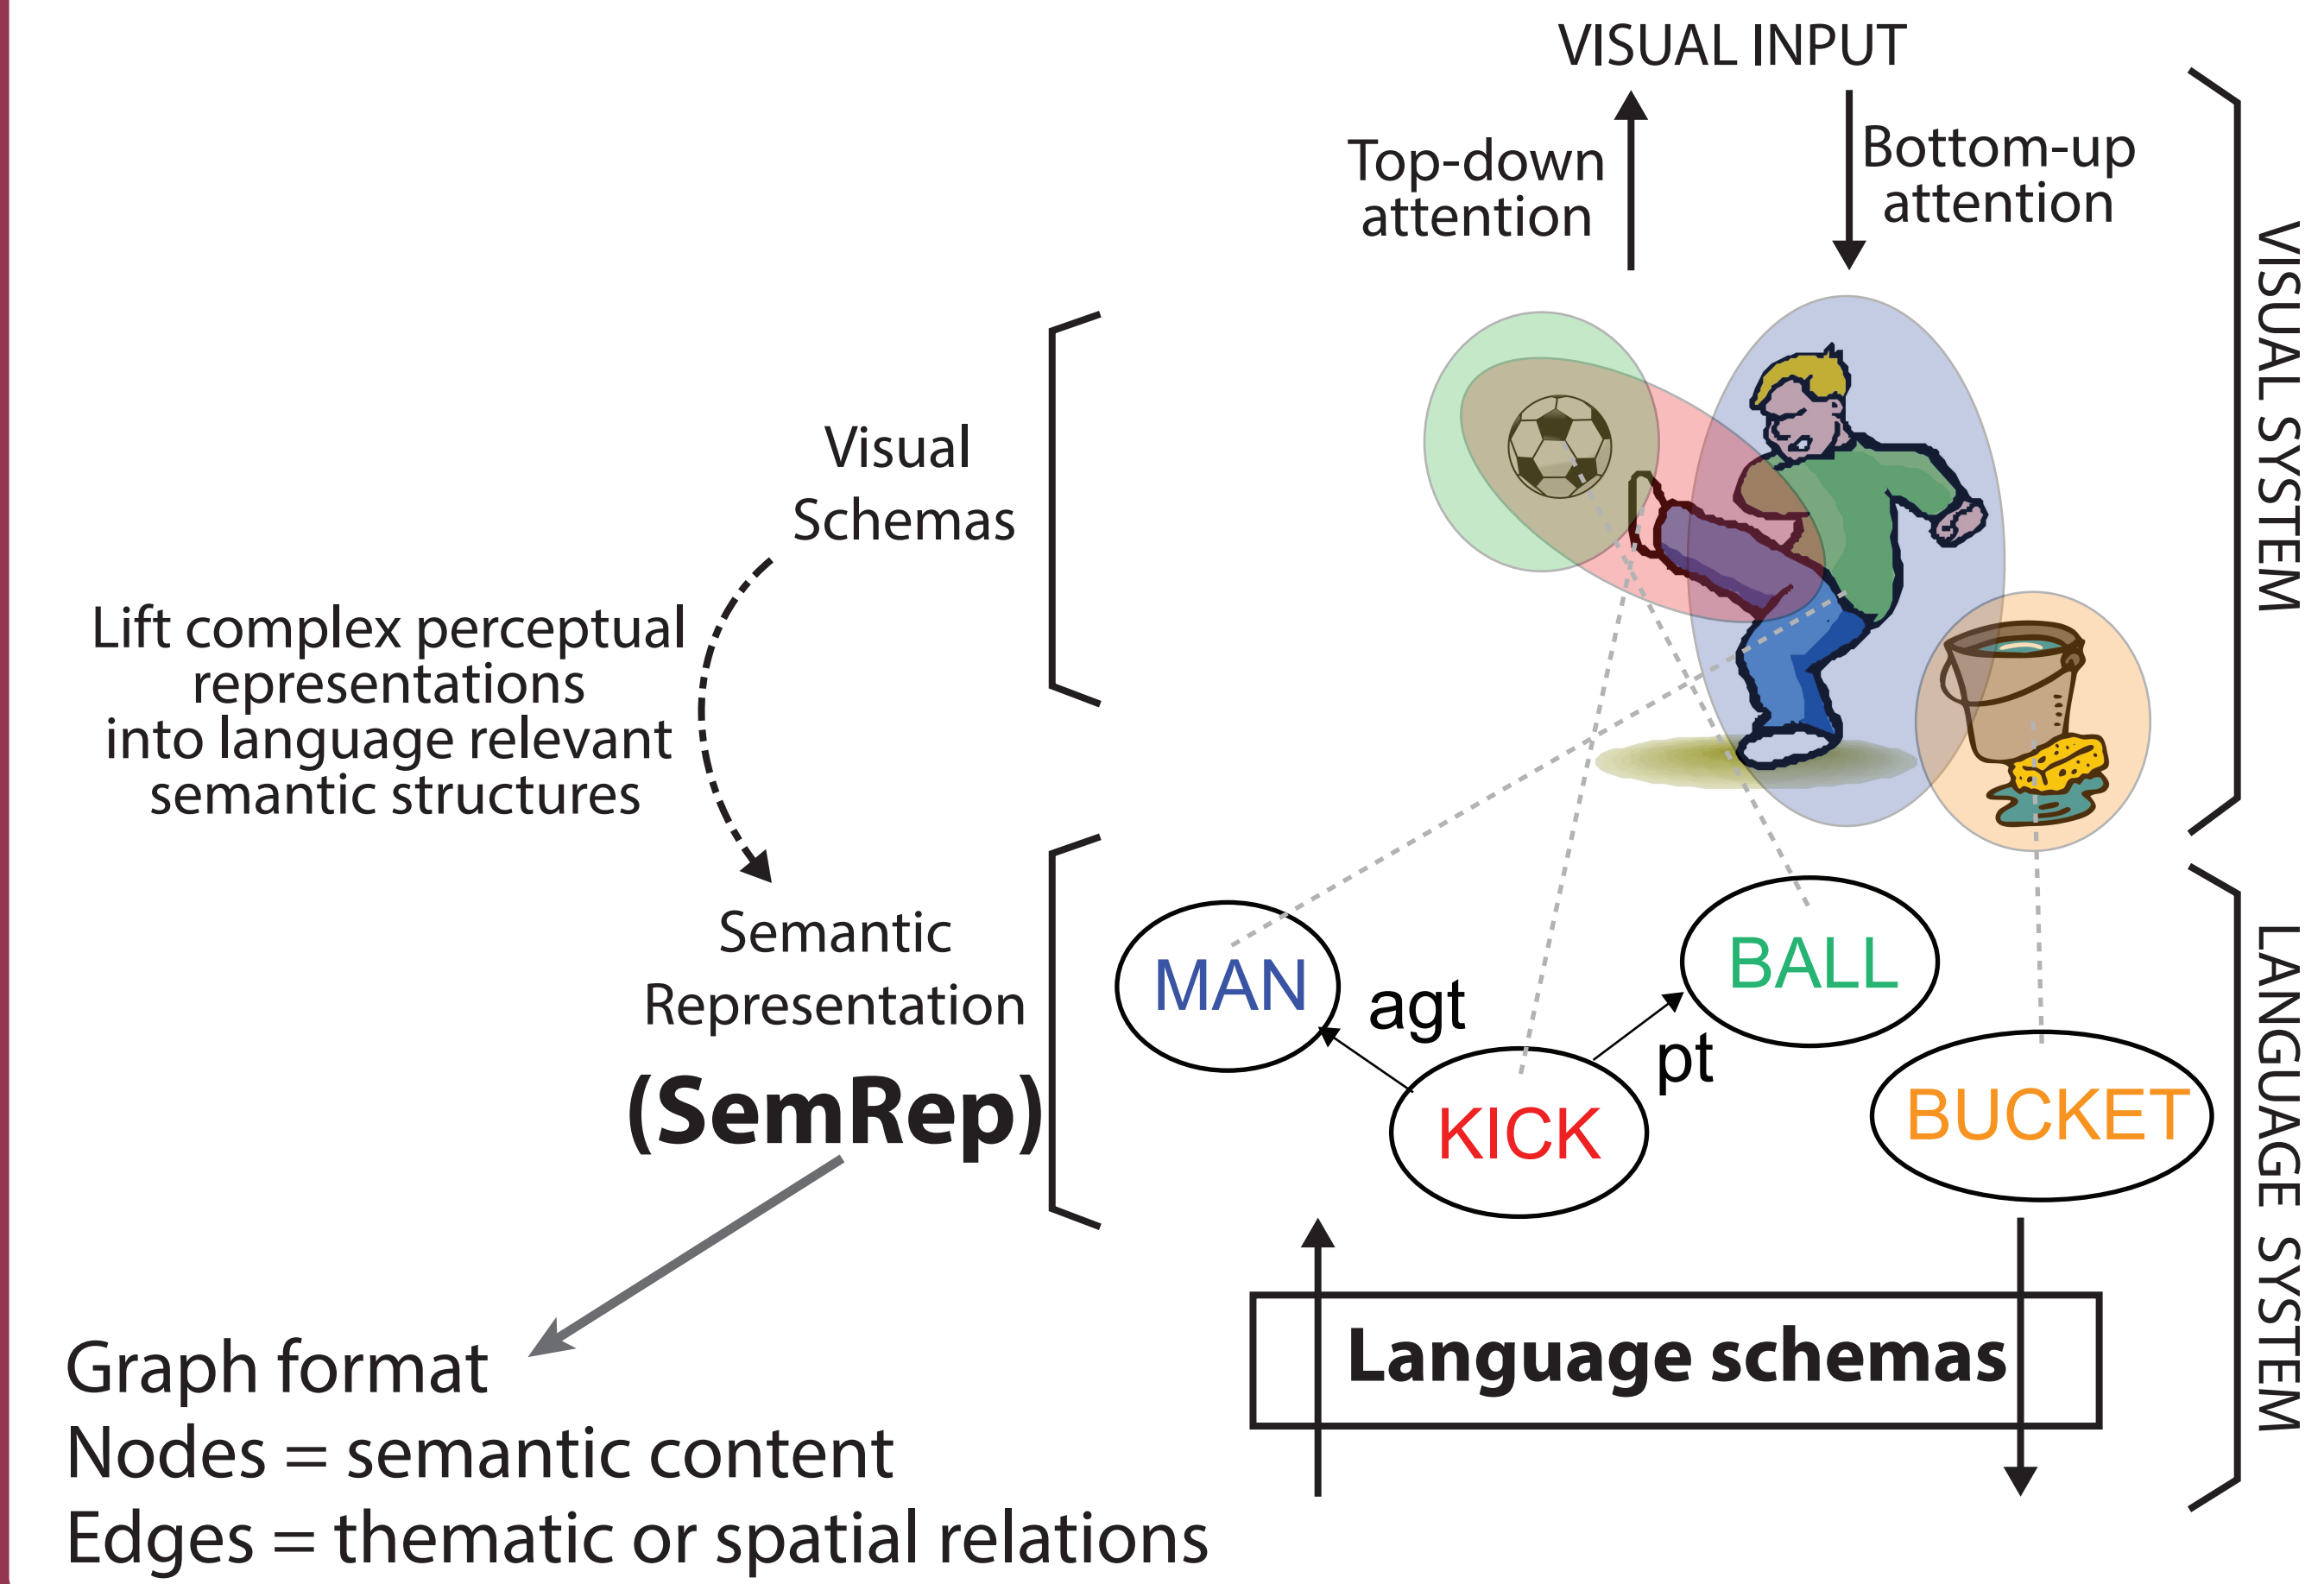 VISUAL INPUT
Top-down
attention
Bottom-up
attention
VISUAL SYSTEM
Visual
Schemas
Lift complex perceptual
representations
into language relevant
semantic structures
Semantic
Representation
(SemRep)
MAN
agt
KICK
pt
BALL
BUCKET
LANGUAGE SYSTEM
Language schemas
Graph format
Nodes = semantic content
Edges = thematic or spatial relations